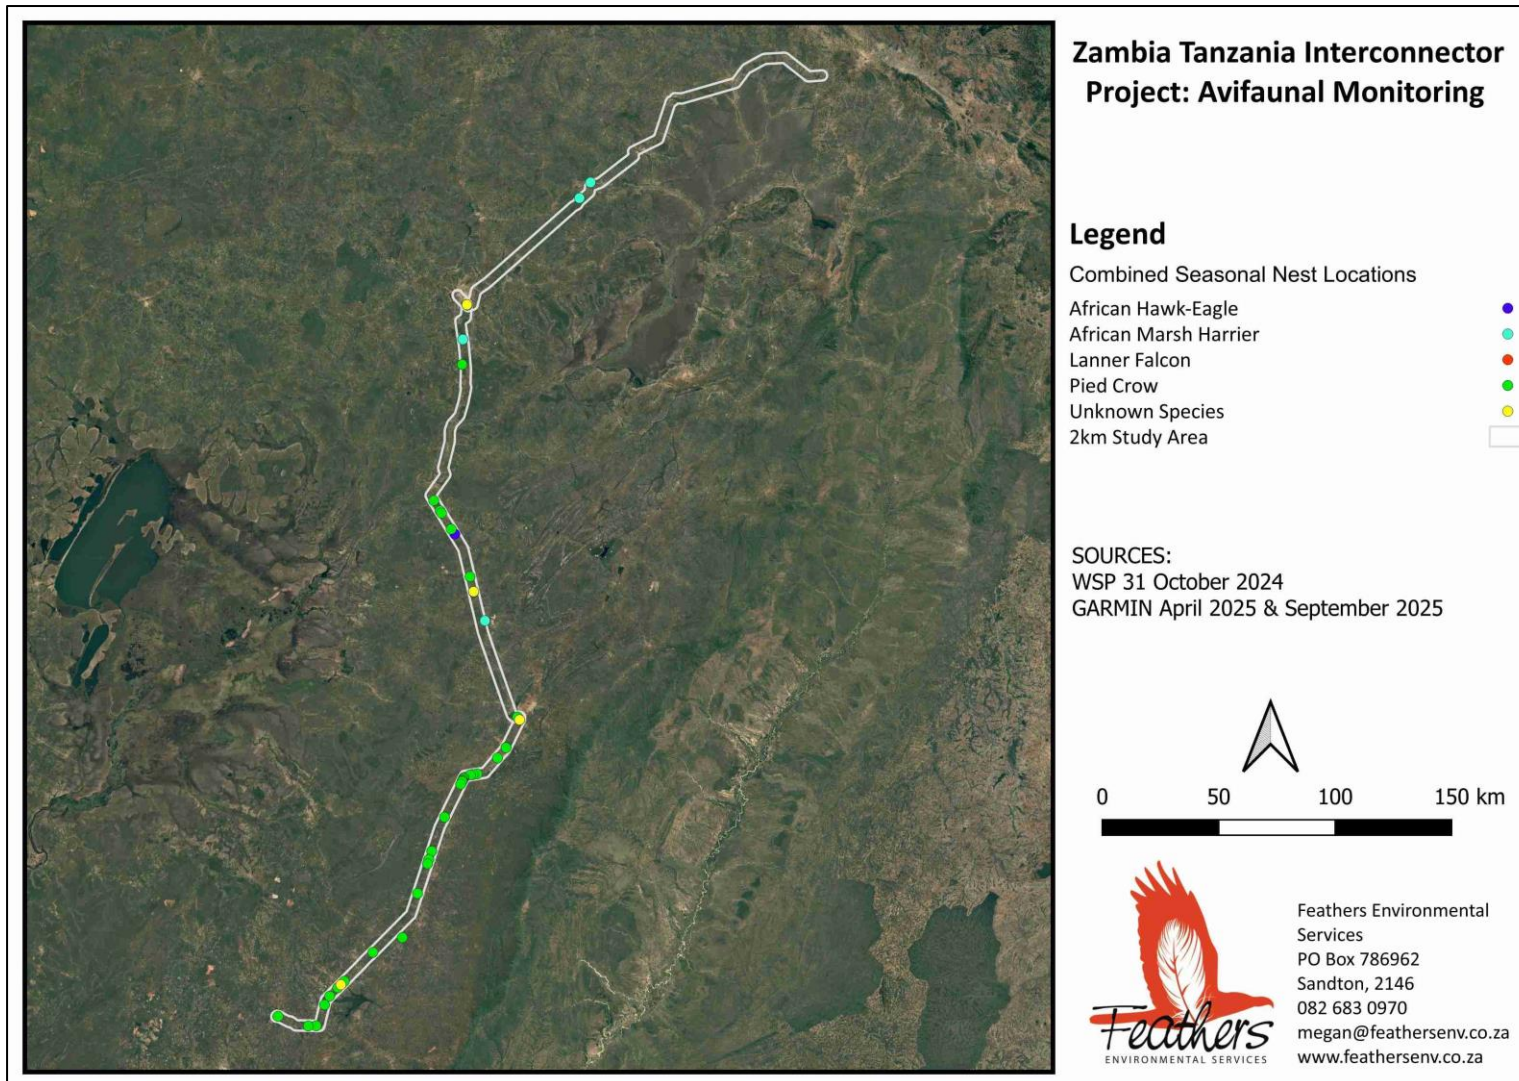 Zambia Tanzania Interconnector
Project: Avifaunal Monitoring
Legend
Combined Seasonal Nest Locations
African Hawk-Eagle
African Marsh Harrier
Lanner Falcon
Pied Crow
Unknown Species
2km Study Area
SOURCES:
WSP 31 October 2024
GARMIN April 2025 & September 2025
0 50 100 150 km
Feathers
ENVIRONMENTAL SERVICES
Feathers Environmental
Services
PO Box 786962
Sandton, 2146
082 683 0970
megan@feathersenv.co.za
www.feathersenv.co.za